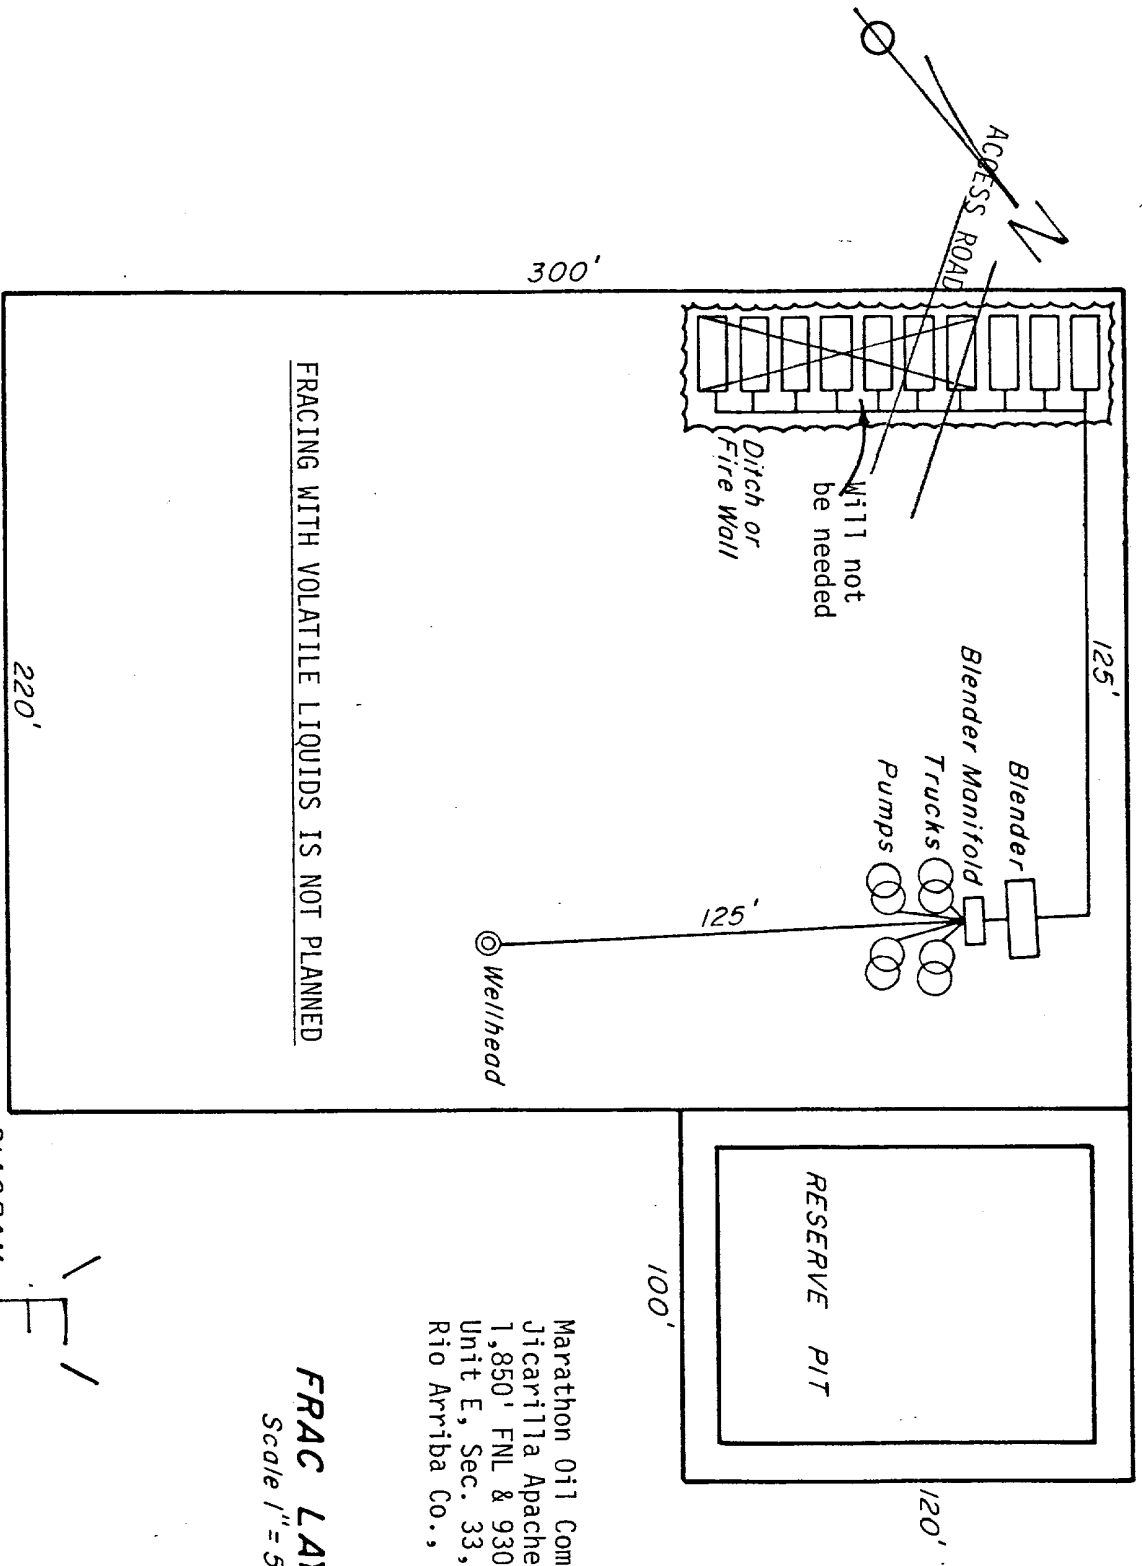 N
ACCESS ROAD
300'
125'
Blender
Blender Manifold
Trucks
Pumps
Will not
be needed
Ditch or
Fire Wall
125'
Wellhead
FRACING WITH VOLATILE LIQUIDS IS NOT PLANNED
220'
RESERVE PIT
120'
100'
Marathon Oil
Jicarilla Apache
1,850' FNL & 930
Unit E, Sec. 33,
Rio Arriba Co.,
FRAC
Scale 1" =